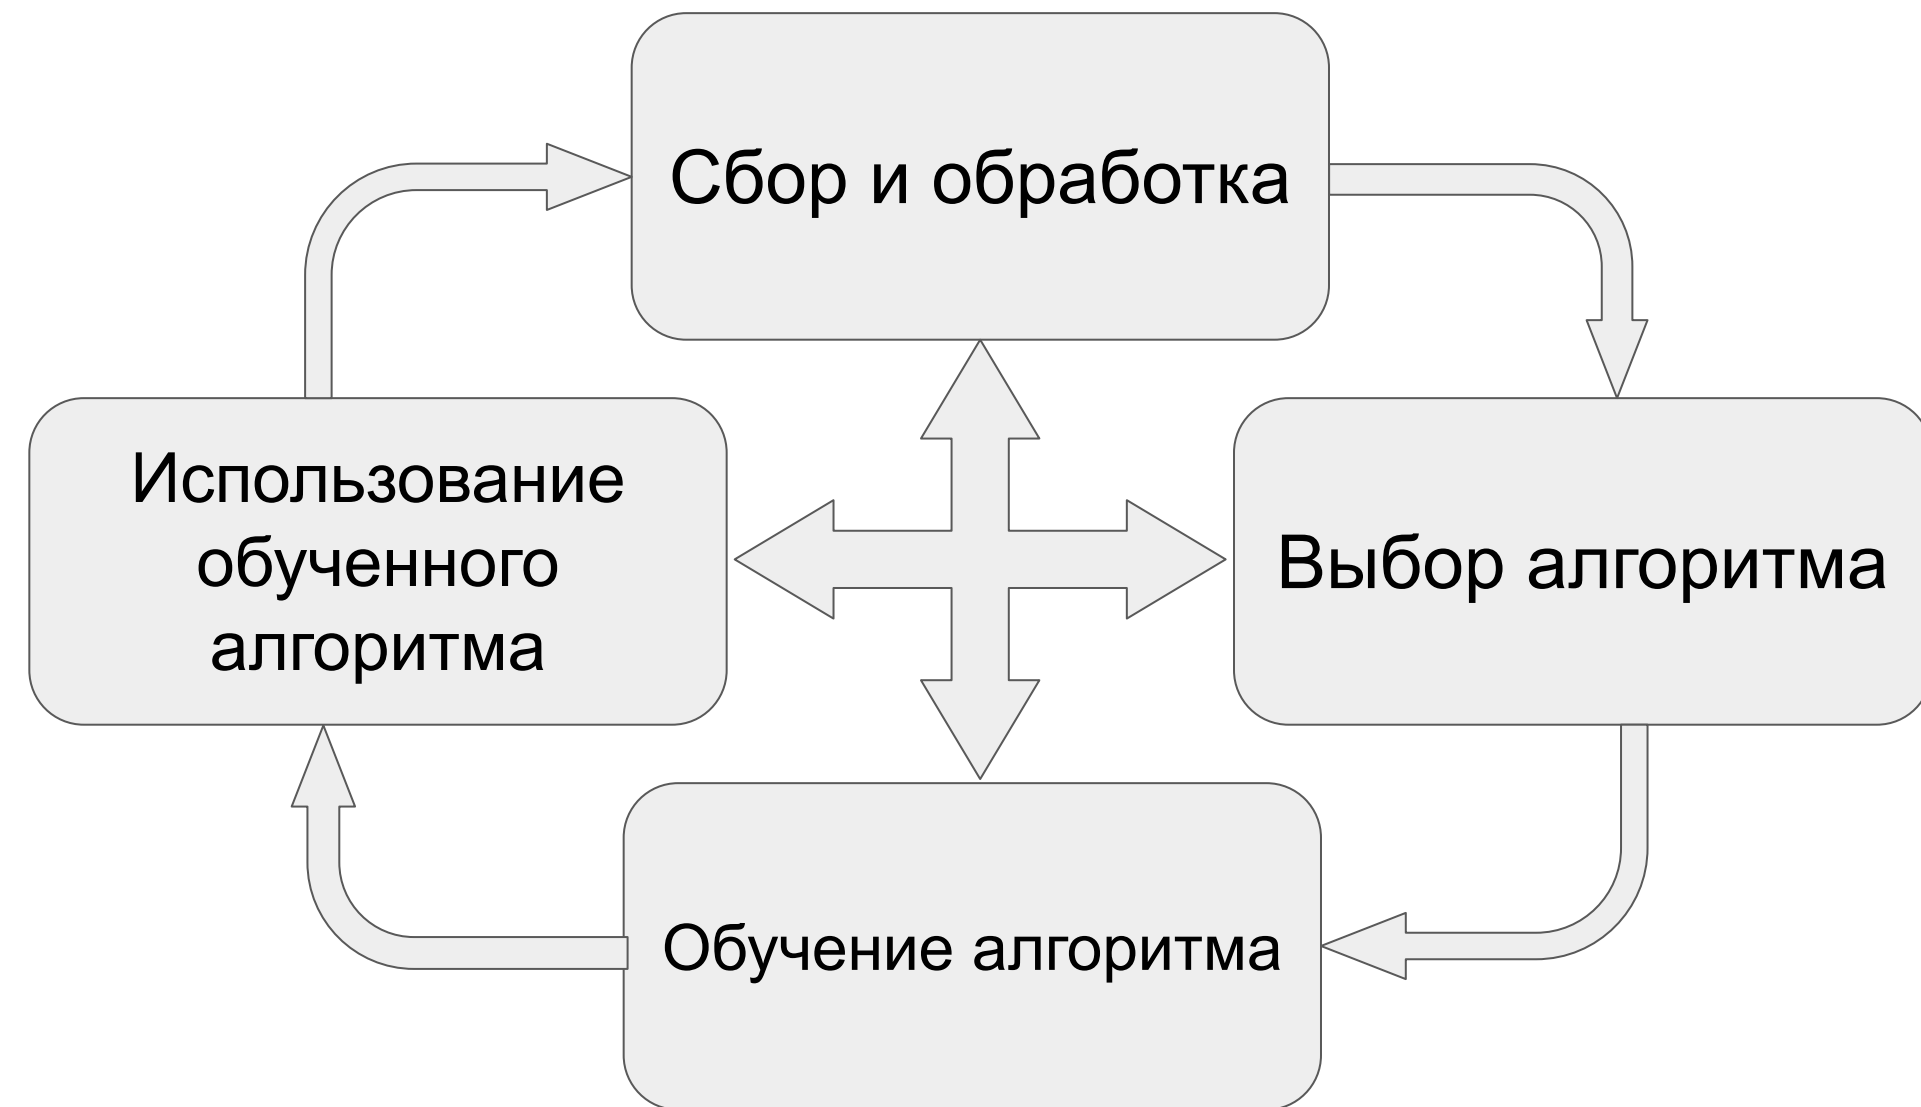 Сбор и обработка
Использование
обученного
алгоритма
Выбор алгоритма
Обучение алгоритма